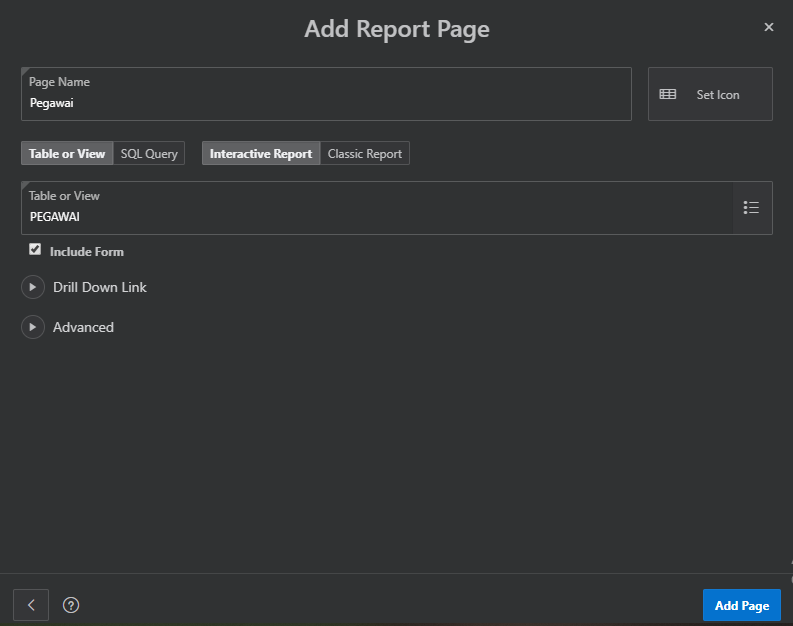 Add Report Page
Page Name
Pegawai
Set Icon
Table or View
SQL Query
Interactive Report
Classic Report
Table or View
PEGAWAI
Include Form
Drill Down Link
Advanced
Add Page